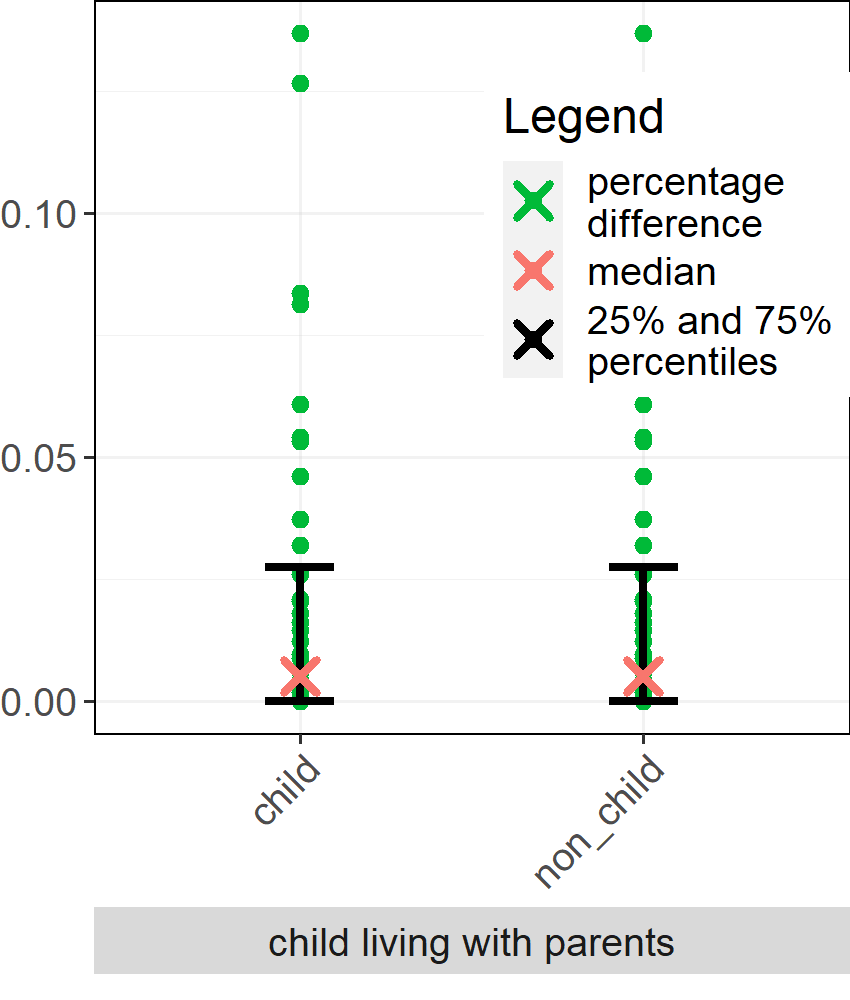 Legend
percentage
difference
median
25% and 75%
percentiles
0.10
0.05
0.00
child
non_child
child living with parents